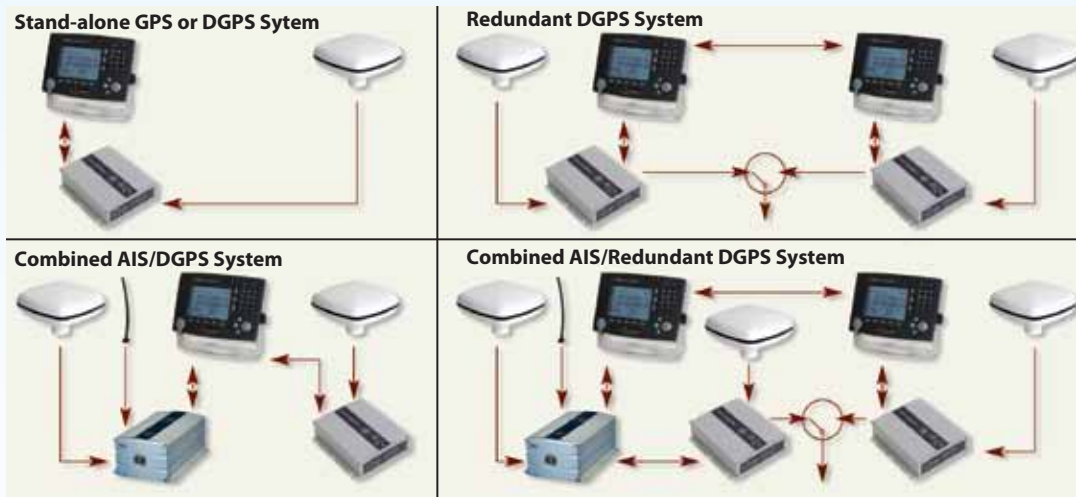 Stand-alone GPS or DGPS Sytem
Redundant DGPS System
Combined AIS/DGPS System
Combined AIS/Redundant DGPS System